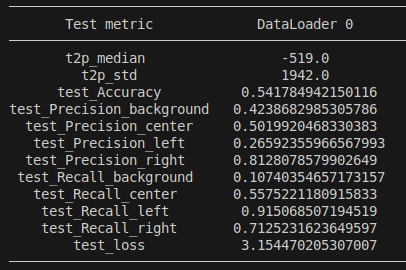 Test metric DataLoader 0
t2p_median -519.0
t2p_std 1942.0
test_Accuracy 0.541784942150116
test_Precision_background 0.4238682985305786
test_Precision_center 0.5019920468330383
test_Precision_left 0.26592355966567993
test_Precision_right 0.8128078579902649
test_Recall_background 0.10740354657173157
test_Recall_center 0.5575221180915833
test_Recall_left 0.915068507194519
test_Recall_right 0.7125231623649597
test_loss 3.154470205307007